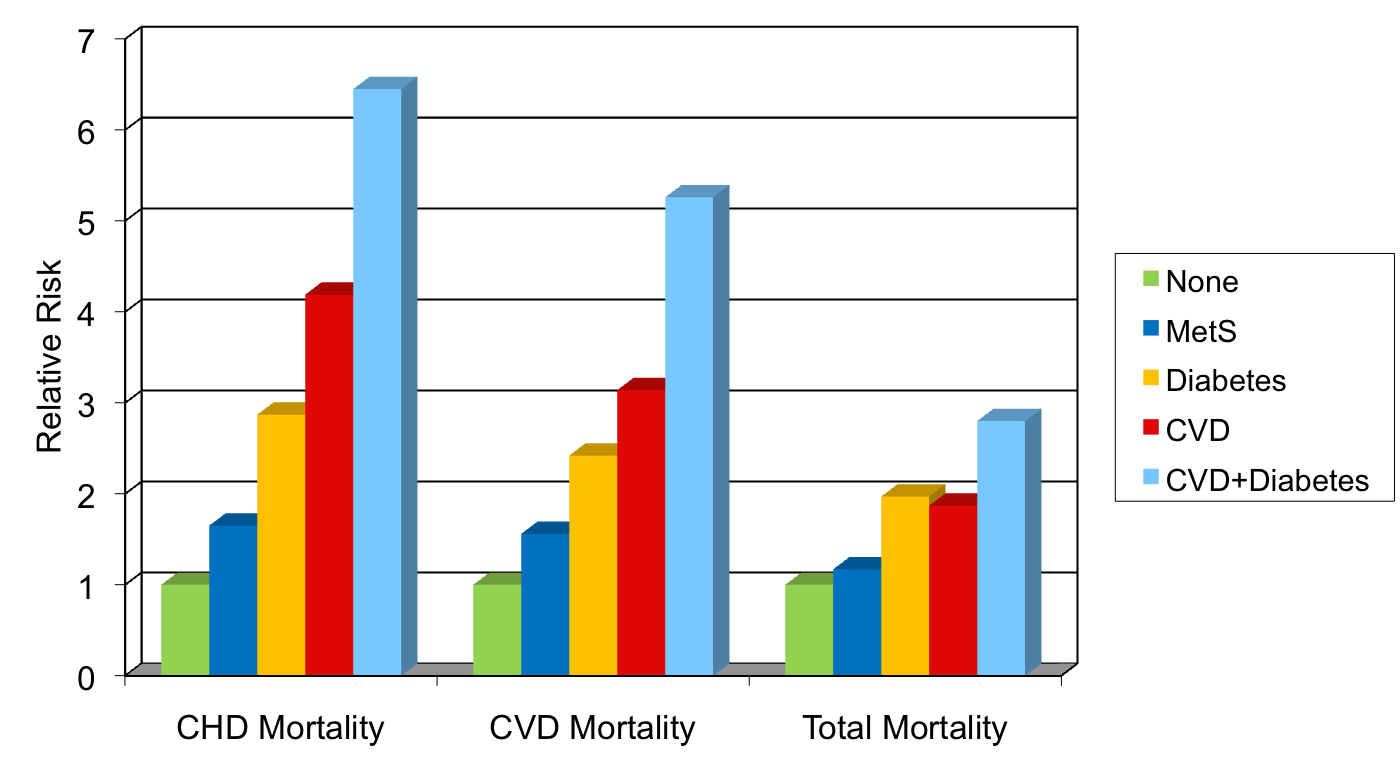 7
6
5
4
3
2
1
0
Relative Risk
CHD Mortality
CVD Mortality
Total Mortality
None
MetS
Diabetes
CVD
CVD+Diabetes